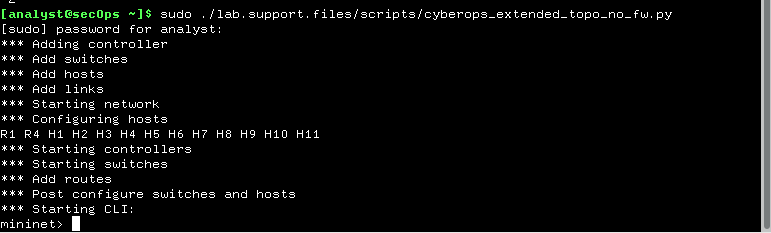 [analyst@secOps ~]$ sudo ./lab.support.files/scripts/cyberops_extended_topo_no_fw.py
[sudo] password for analyst:
*** Adding controller
*** Add switches
*** Add hosts
*** Add links
*** Starting network
*** Configuring hosts
R1 R4 H1 H2 H3 H4 H5 H6 H7 H8 H9 H10 H11
*** Starting controllers
*** Starting switches
*** Add routes
*** Post configure switches and hosts
*** Starting CLI:
mininet>